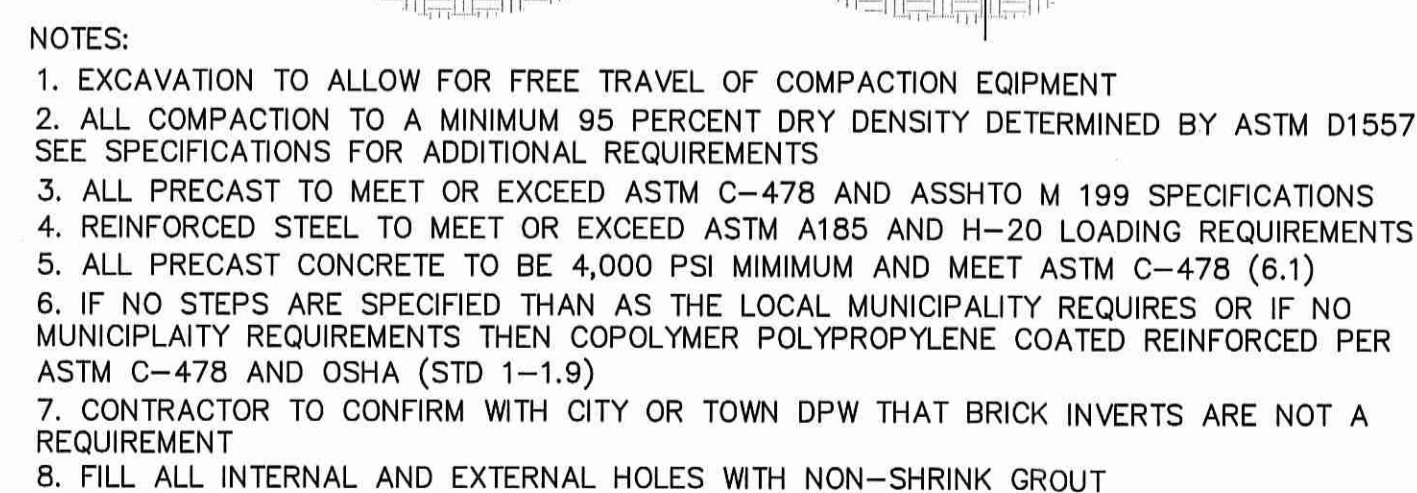 NOTES:
1. EXCAVATION TO ALLOW FOR FREE TRAVEL OF COMPACTION EQIPMENT
2. ALL COMPACTION TO A MINIMUM 95 PERCENT DRY DENSITY DETERMINED BY ASTM D1557
SEE SPECIFICATIONS FOR ADDITIONAL REQUIREMENTS
3. ALL PRECAST TO MEET OR EXCEED ASTM C-478 AND ASSHTO M 199 SPECIFICATIONS
4. REINFORCED STEEL TO MEET OR EXCEED ASTM A185 AND H-20 LOADING REQUIREMENTS
5. ALL PRECAST CONCRETE TO BE 4,000 PSI MIMIMUM AND MEET ASTM C-478 (6.1)
6. IF NO STEPS ARE SPECIFIED THAN AS THE LOCAL MUNICIPALITY REQUIRES OR IF NO
MUNICIPLAITY REQUIREMENTS THEN COPOLYMER POLYPROPYLENE COATED REINFORCED PER
ASTM C-478 AND OSHA (STD 1-1.9)
7. CONTRACTOR TO CONFIRM WITH CITY OR TOWN DPW THAT BRICK INVERTS ARE NOT A
REQUIREMENT
8. FILL ALL INTERNAL AND EXTERNAL HOLES WITH NON-SHRINK GROUT